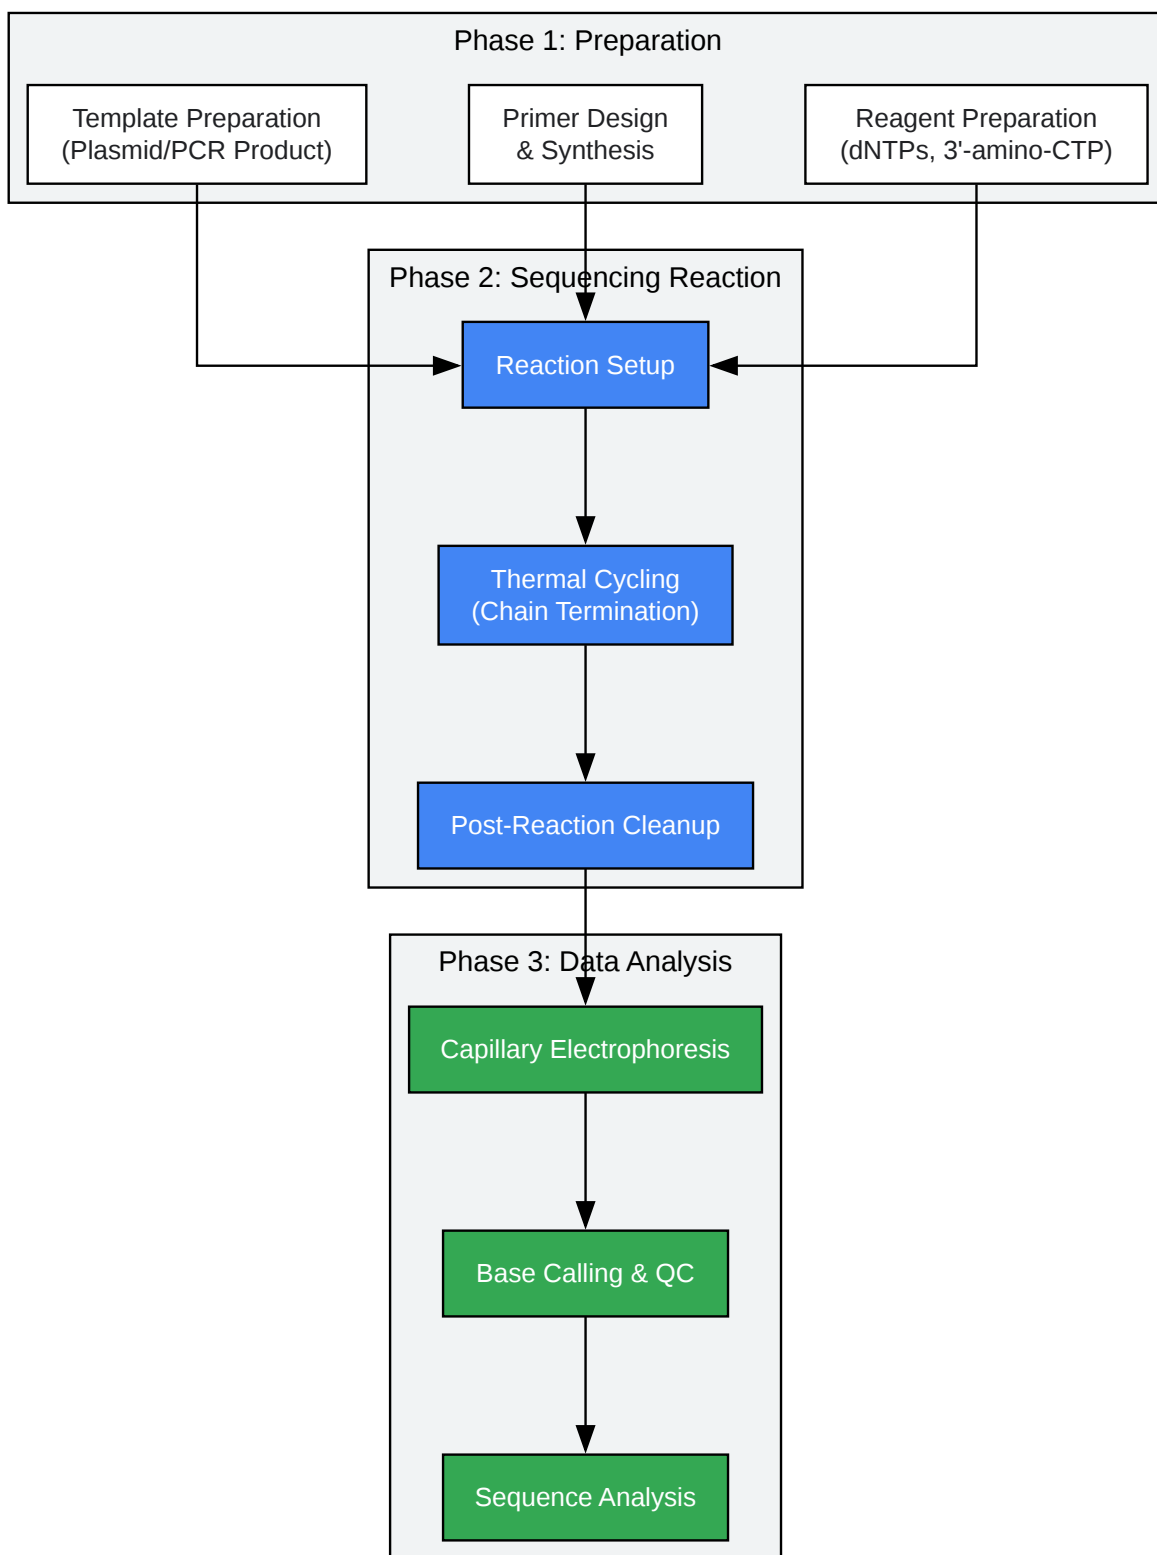 Phase 1: Preparation
Template Preparation
(Plasmid/PCR Product)
Primer Design
& Synthesis
Reagent Preparation
(dNTPs, 3'-amino-CTP)
Phase 2: Sequencing Reaction
Reaction Setup
Thermal Cycling
(Chain Termination)
Post-Reaction Cleanup
Phase 3: Data Analysis
Capillary Electrophoresis
Base Calling & QC
Sequence Analysis